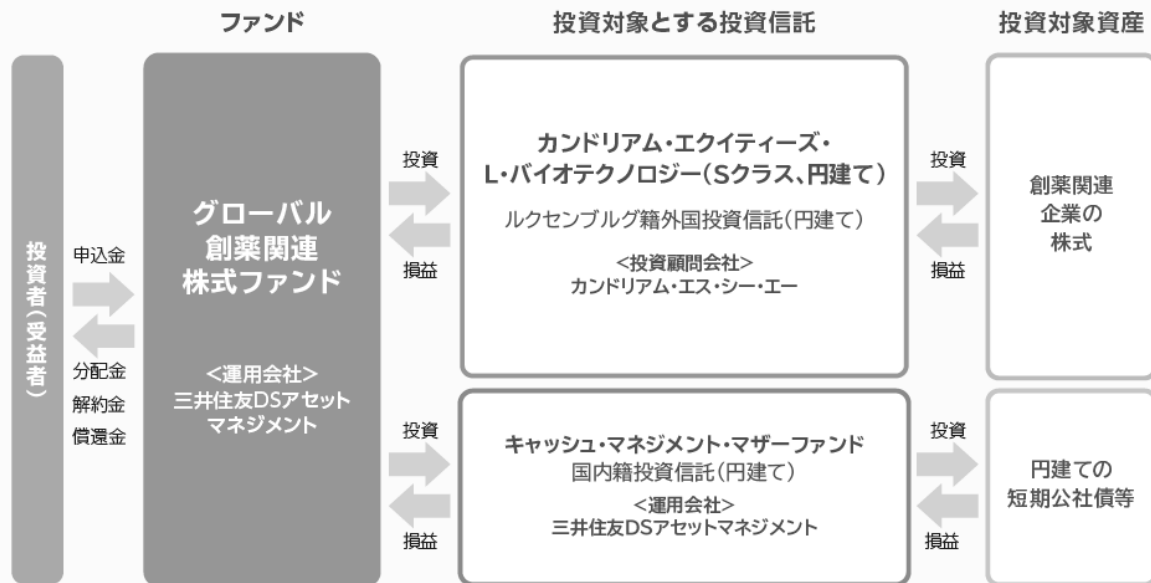 ファンド
投資対象とする投資信託
投資対象資産
投資者(受益者)
申込金
分配金
解約金
償還金
グローバル
創薬関連
株式ファンド
<運用会社>
三井住友DSアセット
マネジメント
投資
損益
カンドリアム・エクイティーズ・
L・バイオテクノロジー(Sクラス、円建て)
ルクセンブルグ籍外国投資信託(円建て)
<投資顧問会社>
カンドリアム・エス・シー・エー
投資
損益
創薬関連
企業の
株式
投資
損益
キャッシュ・マネジメント・マザーファンド
国内籍投資信託(円建て)
<運用会社>
三井住友DSアセットマネジメント
投資
損益
円建ての
短期公社債等